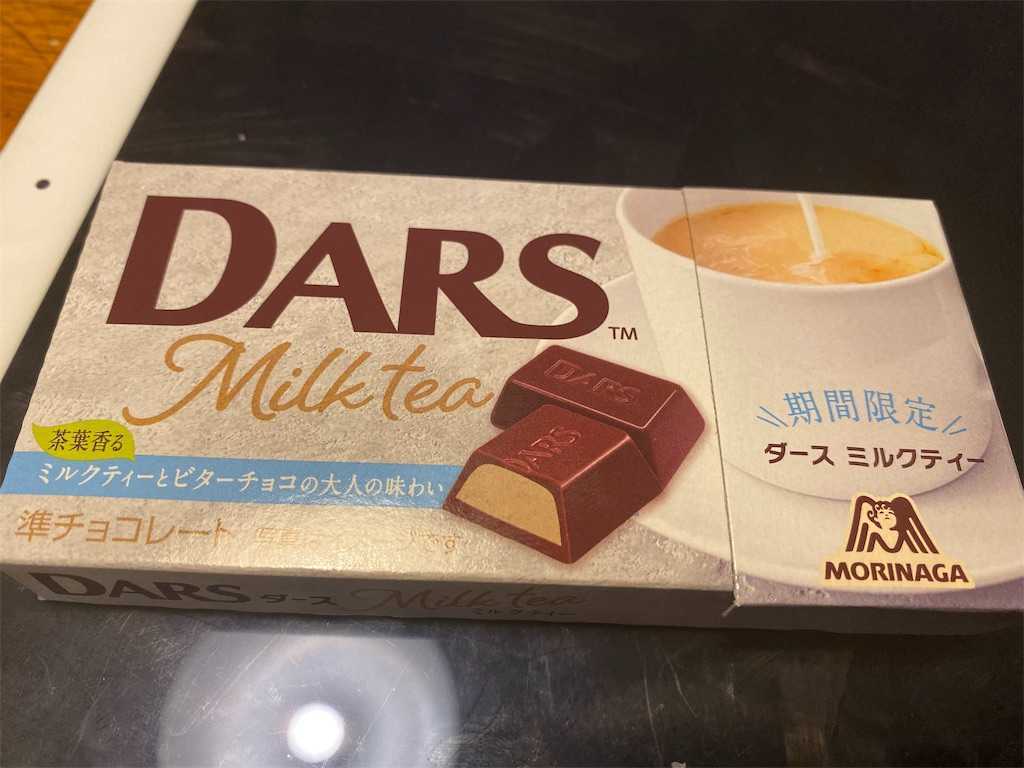 DARS
TM
Milk tea
茶葉香る
ミルクティーとビターチョコの大人の味わい
準チョコレート
DARS
DARS
期間限定
ダース ミルクティー
MORINAGA
DARS ダース Milk tea
ミルクティー